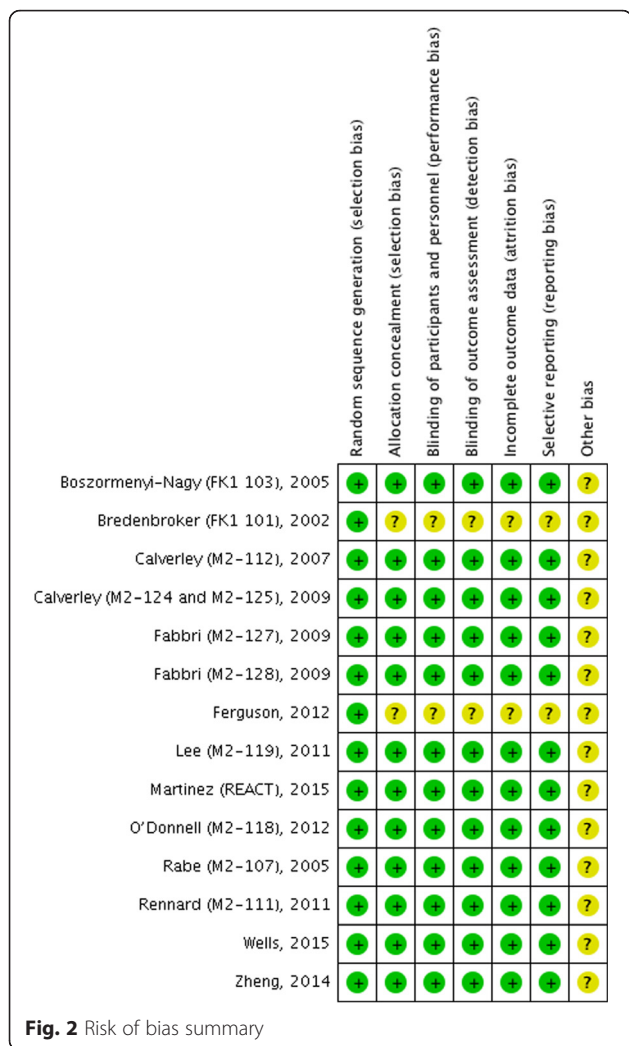 Random sequence generation (selection bias)
Allocation concealment (selection bias)
Blinding of participants and personnel (performance bias)
Blinding of outcome assessment (detection bias)
Incomplete outcome data (attrition bias)
Selective reporting (reporting bias)
Other bias
Boszormenyi-Nagy (FK1 103), 2005 + + + + + + ?
Bredenbroker (FK1 101), 2002 + ? ? ? ? ? ?
Calverley (M2-112), 2007 + + + + + + ?
Calverley (M2-124 and M2-125), 2009 + + + + + + ?
Fabbri (M2-127), 2009 + + + + + + ?
Fabbri (M2-128), 2009 + + + + + + ?
Ferguson, 2012 + ? ? ? ? ? ?
Lee (M2-119), 2011 + + + + + + ?
Martinez (REACT), 2015 + + + + + + ?
O'Donnell (M2-118), 2012 + + + + + + ?
Rabe (M2-107), 2005 + + + + + + ?
Rennard (M2-111), 2011 + + + + + + ?
Wells, 2015 + + + + + + ?
Zheng, 2014 + + + + + + ?
Fig. 2 Risk of bias summary